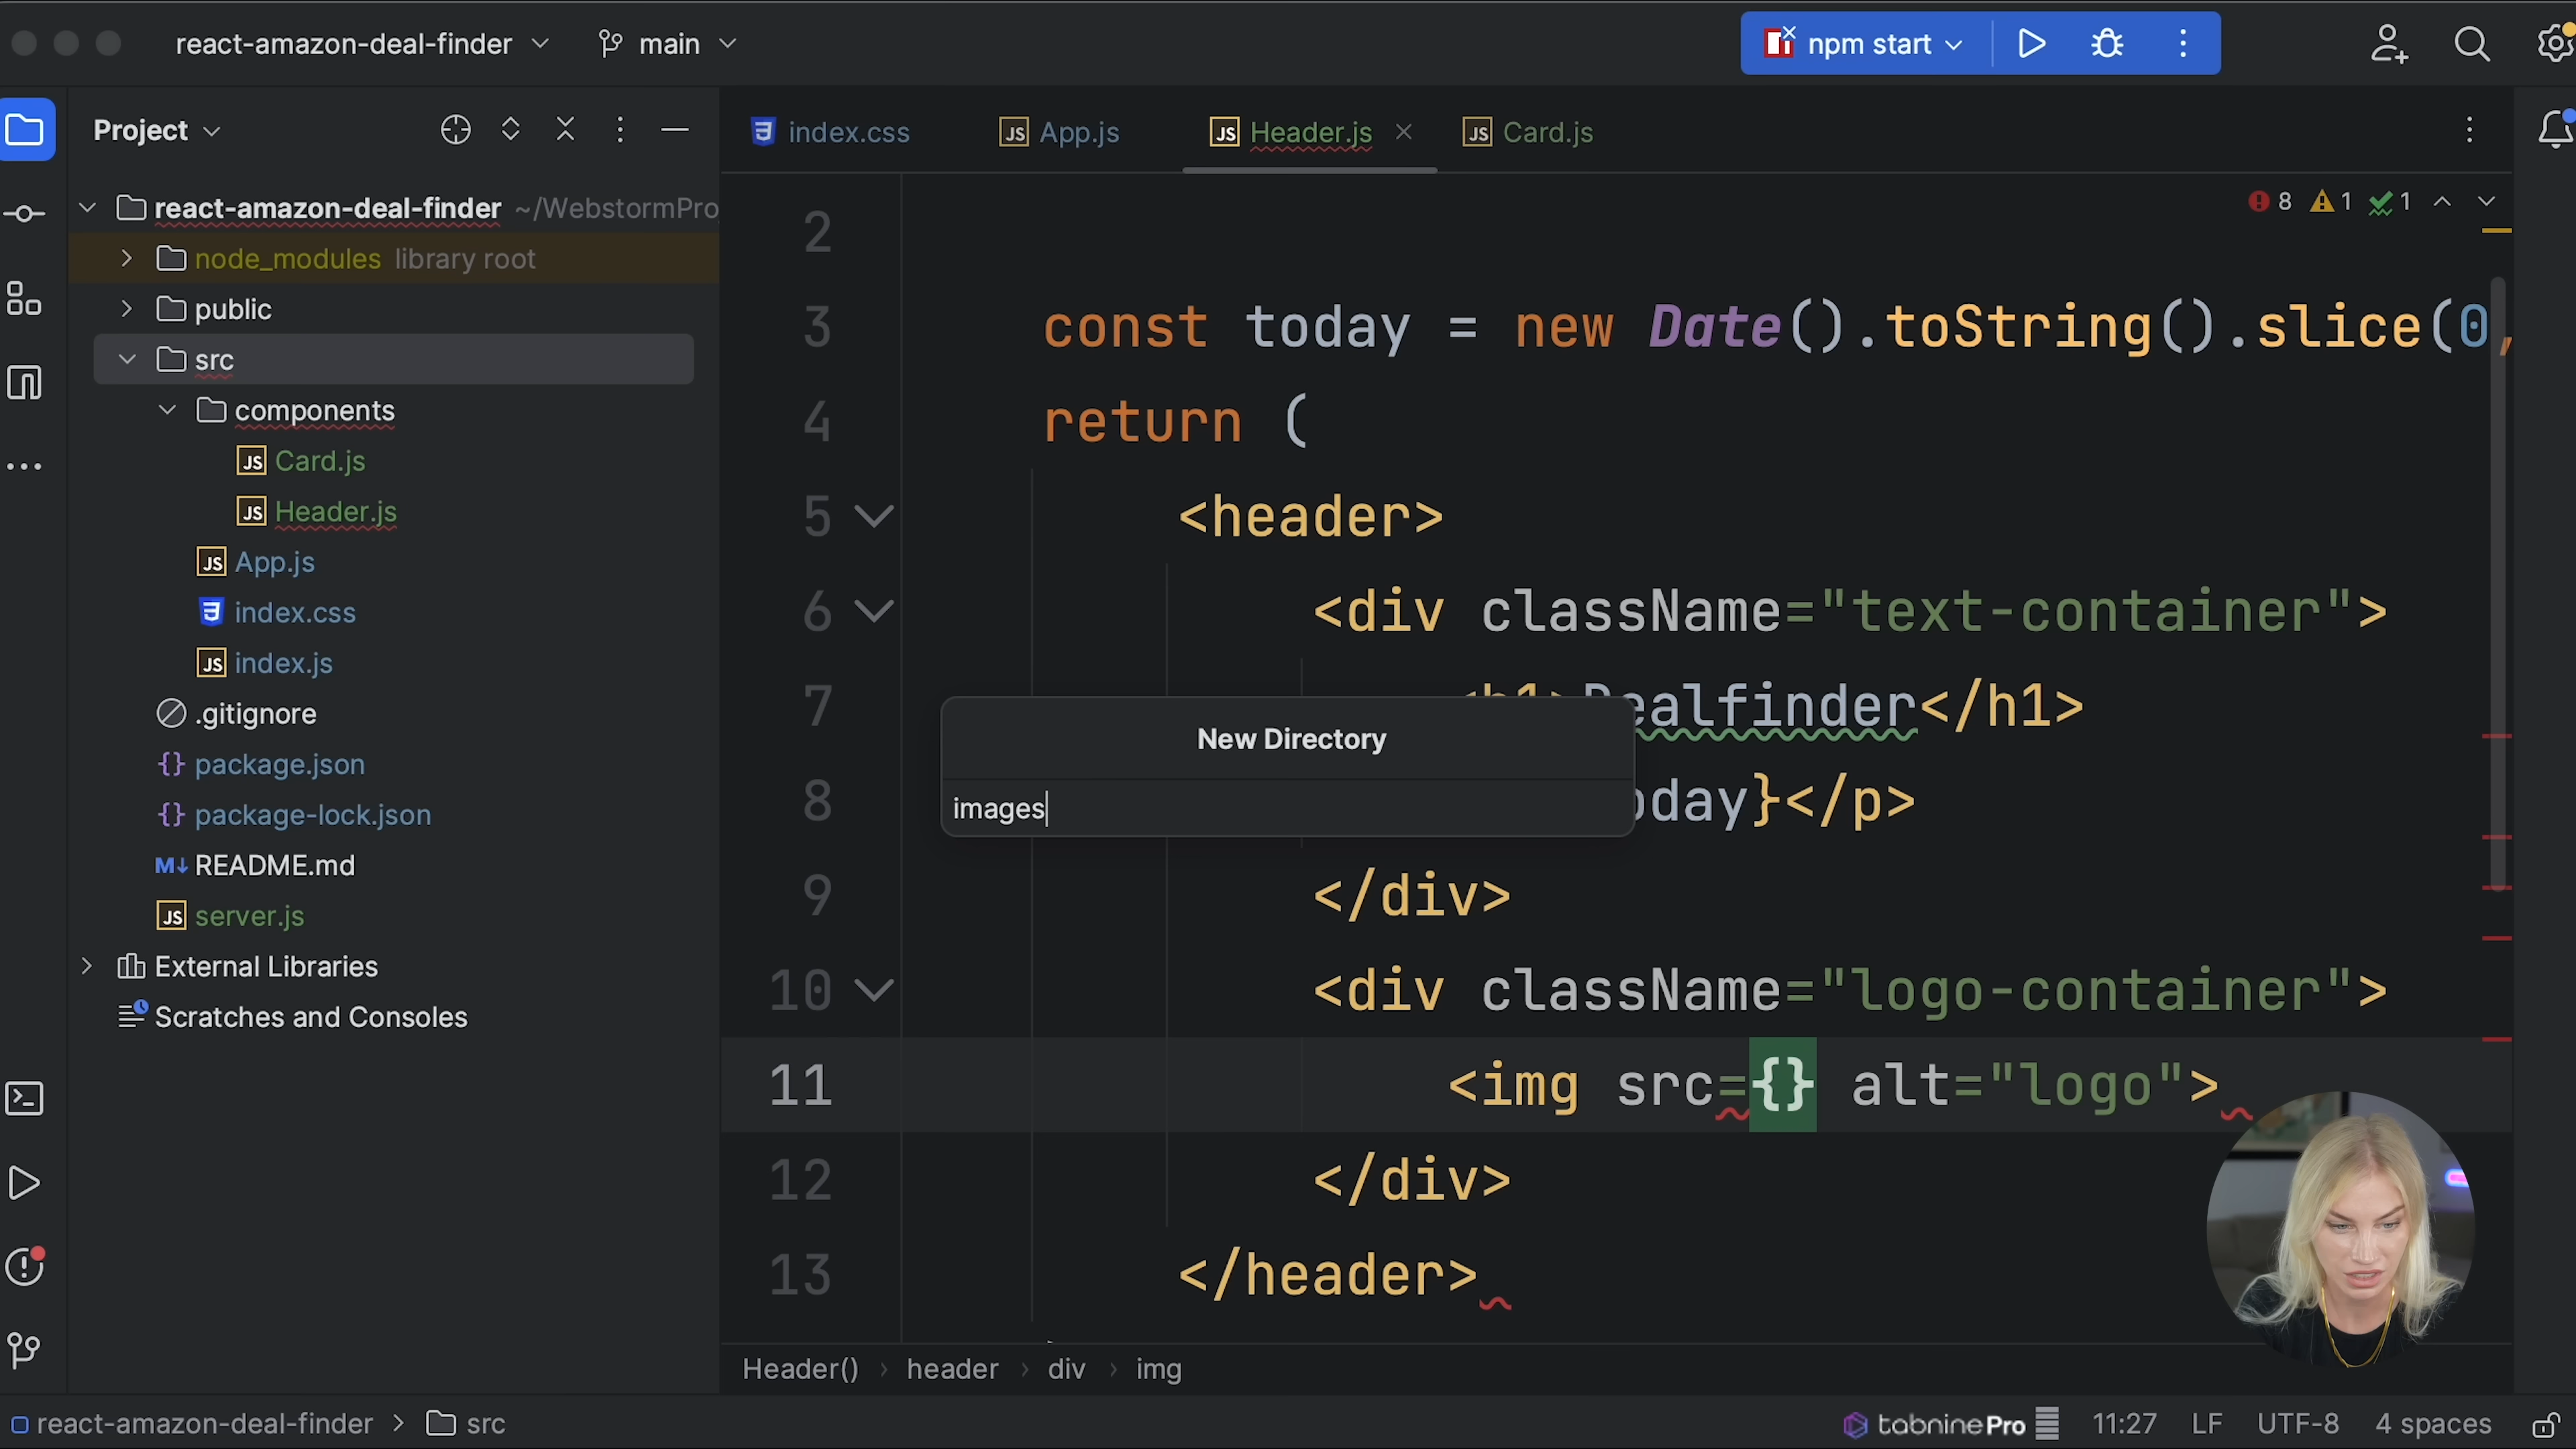 react-amazon-deal-finder
main
npm start
Project
index.css
App.js
Header.js
Card.js
react-amazon-deal-finder ~/WebstormPro
node_modules library root
public
src
components
Card.js
Header.js
App.js
index.css
index.js
.gitignore
package.json
package-lock.json
README.md
server.js
External Libraries
Scratches and Consoles
8 1 1
2
3 const today = new Date().toString().slice(0,
4 return (
5 <header>
6 <div className="text-container">
7 Dealfinder</h1>
8 oday}</p>
9 </div>
10 <div className="logo-container">
11 <img src={} alt="logo">
12 </div>
13 </header>
New Directory
images
Header() › header › div › img
react-amazon-deal-finder > src
tabnine Pro
11:27 LF UTF-8 4 spaces